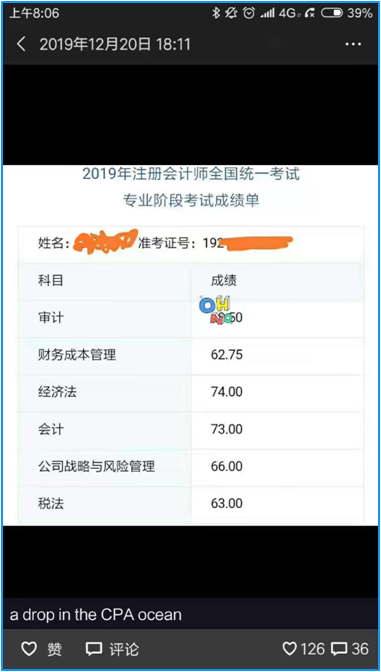 上午8:06 4G 39%
2019年12月20日 18:11
2019年注册会计师全国统一考试
专业阶段考试成绩单
姓名: 准考证号: 192
科目 成绩
审计 .50
OH
NO
财务成本管理 62.75
经济法 74.00
会计 73.00
公司战略与风险管理 66.00
税法 63.00
a drop in the CPA ocean
赞 评论 126 36